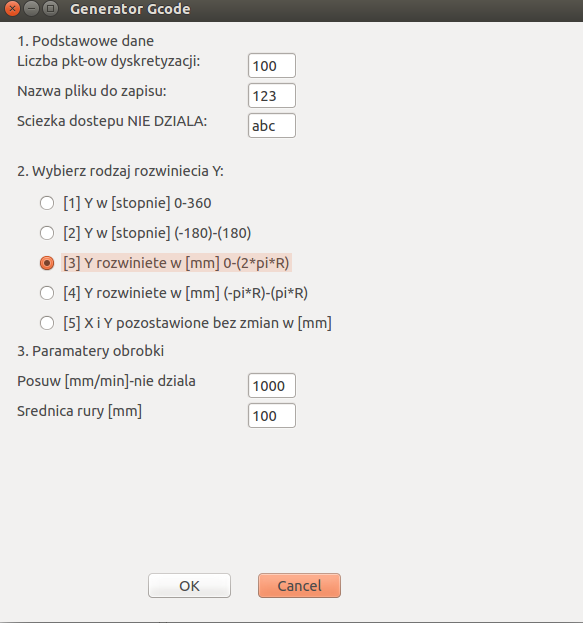 Generator Gcode
1. Podstawowe dane
Liczba pkt-ow dyskretyzacji: 100
Nazwa pliku do zapisu: 123
Sciezka dostepu NIE DZIALA: abc
2. Wybierz rodzaj rozwiniecia Y:
[1] Y w [stopnie] 0-360
[2] Y w [stopnie] (-180)-(180)
[3] Y rozwiniete w [mm] 0-(2*pi*R)
[4] Y rozwiniete w [mm] (-pi*R)-(pi*R)
[5] X i Y pozostawione bez zmian w [mm]
3. Paramatery obrobki
Posuw [mm/min]-nie dziala 1000
Srednica rury [mm] 100
OK Cancel